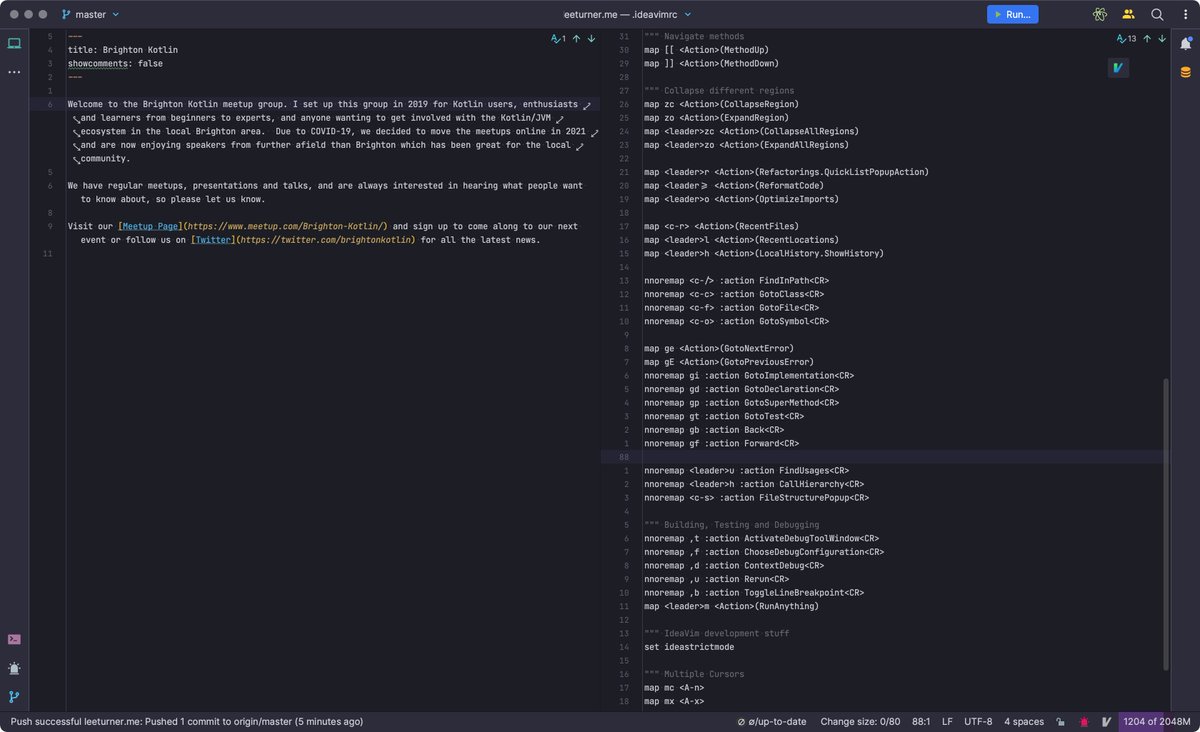 master
leeturner.me — .ideavimrc
Run...
5
---
1
4
title: Brighton Kotlin
3
showcomments: false
2
---
1
6
Welcome to the Brighton Kotlin meetup group. I set up this group in 2019 for Kotlin users, enthusiasts
and learners from beginners to experts, and anyone wanting to get involved with the Kotlin/JVM
ecosystem in the local Brighton area.  Due to COVID-19, we decided to move the meetups online in 2021
and are now enjoying speakers from further afield than Brighton which has been great for the local
community.
5
6
We have regular meetups, presentations and talks, and are always interested in hearing what people want
to know about, so please let us know.
8
9
Visit our [Meetup Page](https://www.meetup.com/Brighton-Kotlin/) and sign up to come along to our next
event or follow us on [Twitter](https://twitter.com/brightonkotlin) for all the latest news.
11
13
31 """ Navigate methods
30 map [[ <Action>(MethodUp)
29 map ]] <Action>(MethodDown)
28
27 """ Collapse different regions
26 map zc <Action>(CollapseRegion)
25 map zo <Action>(ExpandRegion)
24 map <leader>zc <Action>(CollapseAllRegions)
23 map <leader>zo <Action>(ExpandAllRegions)
22
21 map <leader>r <Action>(Refactorings.QuickListPopupAction)
20 map <leader>= <Action>(ReformatCode)
19 map <leader>o <Action>(OptimizeImports)
18
17 map <c-r> <Action>(RecentFiles)
16 map <leader>l <Action>(RecentLocations)
15 map <leader>h <Action>(LocalHistory.ShowHistory)
14
13 nnoremap <c-/> :action FindInPath<CR>
12 nnoremap <c-c> :action GotoClass<CR>
11 nnoremap <c-f> :action GotoFile<CR>
10 nnoremap <c-o> :action GotoSymbol<CR>
9
8 map ge <Action>(GotoNextError)
7 map gE <Action>(GotoPreviousError)
6 nnoremap gi :action GotoImplementation<CR>
5 nnoremap gd :action GotoDeclaration<CR>
4 nnoremap gp :action GotoSuperMethod<CR>
3 nnoremap gt :action GotoTest<CR>
2 nnoremap gb :action Back<CR>
1 nnoremap gf :action Forward<CR>
88
1 nnoremap <leader>u :action FindUsages<CR>
2 nnoremap <leader>h :action CallHierarchy<CR>
3 nnoremap <c-s> :action FileStructurePopup<CR>
4
5 """ Building, Testing and Debugging
6 nnoremap ,t :action ActivateDebugToolWindow<CR>
7 nnoremap ,f :action ChooseDebugConfiguration<CR>
8 nnoremap ,d :action ContextDebug<CR>
9 nnoremap ,u :action Rerun<CR>
10 nnoremap ,b :action ToggleLineBreakpoint<CR>
11 map <leader>m <Action>(RunAnything)
12
13 """ IdeaVim development stuff
14 set ideastrictmode
15
16 """ Multiple Cursors
17 map mc <A-n>
18 map mx <A-x>
Push successful leeturner.me: Pushed 1 commit to origin/master (5 minutes ago)
⌀/up-to-date
Change size: 0/80
88:1
LF
UTF-8
4 spaces
1204 of 2048M